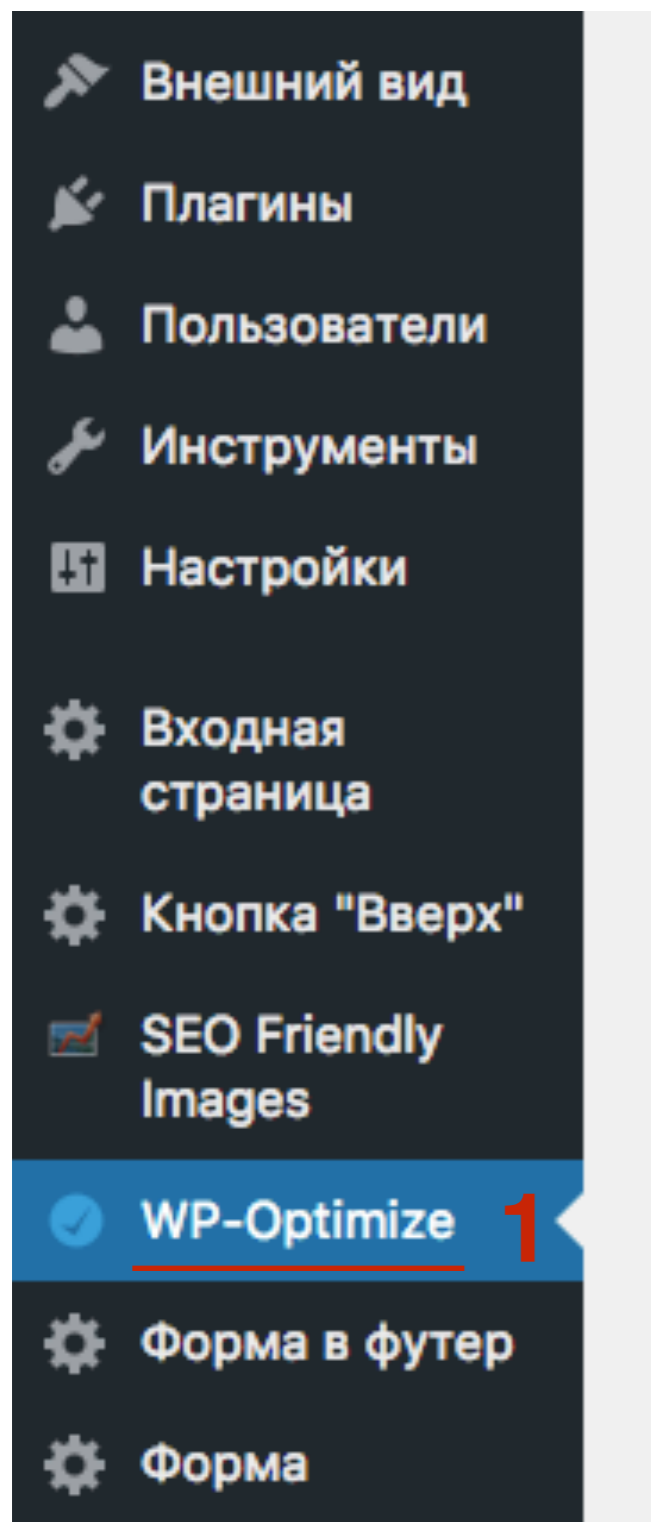 Внешний вид
Плагины
Пользователи
Инструменты
Настройки
Входная
страница
Кнопка "Вверх"
SEO Friendly
Images
WP-Optimize 1
Форма в футер
Форма